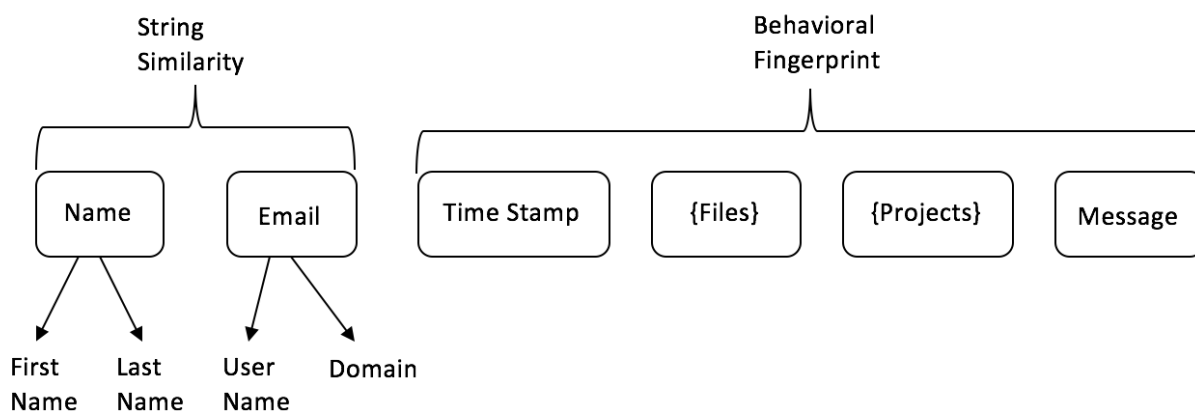 String
Similarity
Behavioral
Fingerprint
Name
Email
Time Stamp
{Files}
{Projects}
Message
First
Name
Last
Name
User
Name
Domain